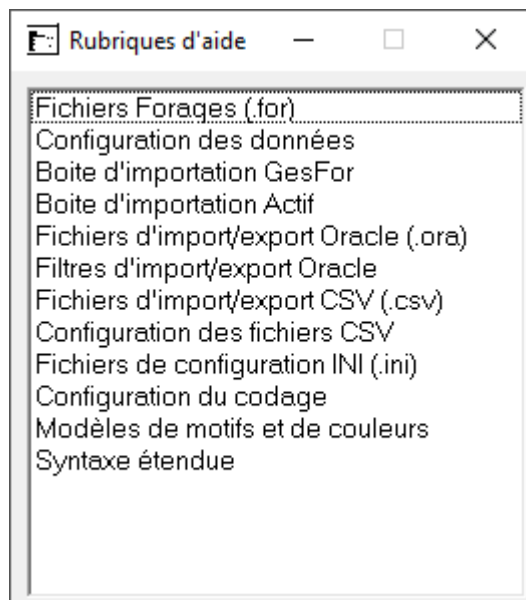 Rubriques d'aide
Fichiers Forages (.for)
Configuration des données
Boite d'importation GesFor
Boite d'importation Actif
Fichiers d'import/export Oracle (.ora)
Filtres d'import/export Oracle
Fichiers d'import/export CSV (.csv)
Configuration des fichiers CSV
Fichiers de configuration INI (.ini)
Configuration du codage
Modèles de motifs et de couleurs
Syntaxe étendue